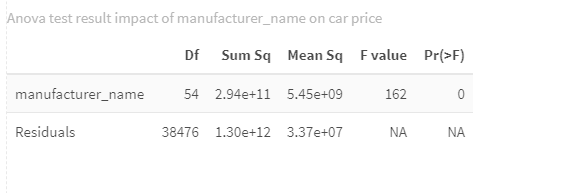 Anova test result impact of manufacturer_name on car price
Df Sum Sq Mean Sq F value Pr(>F)
manufacturer_name 54 2.94e+11 5.45e+09 162 0
Residuals 38476 1.30e+12 3.37e+07 NA NA